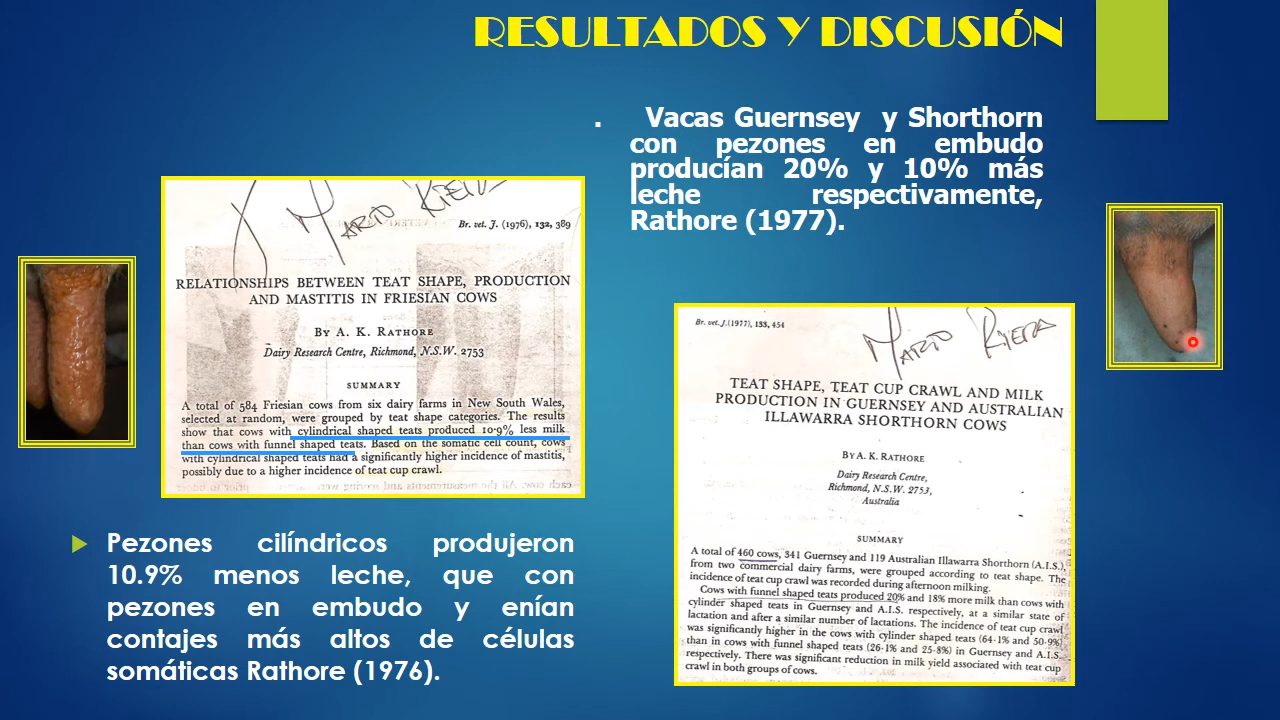 RESULTADOS Y DISCUSIÓN
. Vacas Guernsey y Shorthorn
con pezones en embudo
producían 20% y 10% más
leche respectivamente,
Rathore (1977).
MARIO RIERA
Br. vet. J. (1976), 132, 389
RELATIONSHIPS BETWEEN TEAT SHAPE, PRODUCTION
AND MASTITIS IN FRIESIAN COWS
By A. K. RATHORE
Dairy Research Centre, Richmond, N.S.W. 2753
SUMMARY
A total of 584 Friesian cows from six dairy farms in New South Wales,
selected at random, were grouped by teat shape categories. The results
show that cows with cylindrical shaped teats produced 10·9% less milk
than cows with funnel shaped teats. Based on the somatic cell count, cows
with cylindrical shaped teats had a significantly higher incidence of mastitis,
possibly due to a higher incidence of teat cup crawl.
Pezones cilíndricos produjeron
10.9% menos leche, que con
pezones en embudo y enían
contajes más altos de células
somáticas Rathore (1976).
Br. vet. J. (1977), 133, 454
MARIO RIERA
TEAT SHAPE, TEAT CUP CRAWL AND MILK
PRODUCTION IN GUERNSEY AND AUSTRALIAN
ILLAWARRA SHORTHORN COWS
BY A. K. RATHORE
Dairy Research Centre,
Richmond, N.S.W. 2753,
Australia
SUMMARY
A total of 460 cows, 341 Guernsey and 119 Australian Illawarra Shorthorn (A.I.S.),
from two commercial dairy farms, were grouped according to teat shape. The
incidence of teat cup crawl was recorded during afternoon milking.
Cows with funnel shaped teats produced 20% and 18% more milk than cows with
cylinder shaped teats in Guernsey and A.I.S. respectively, at a similar state of
lactation and after a similar number of lactations. The incidence of teat cup crawl
was significantly higher in the cows with cylinder shaped teats (64·1% and 50·9%)
than in cows with funnel shaped teats (26·1% and 25·8%) in Guernsey and A.I.S.
respectively. There was significant reduction in milk yield associated with teat cup
crawl in both groups of cows.